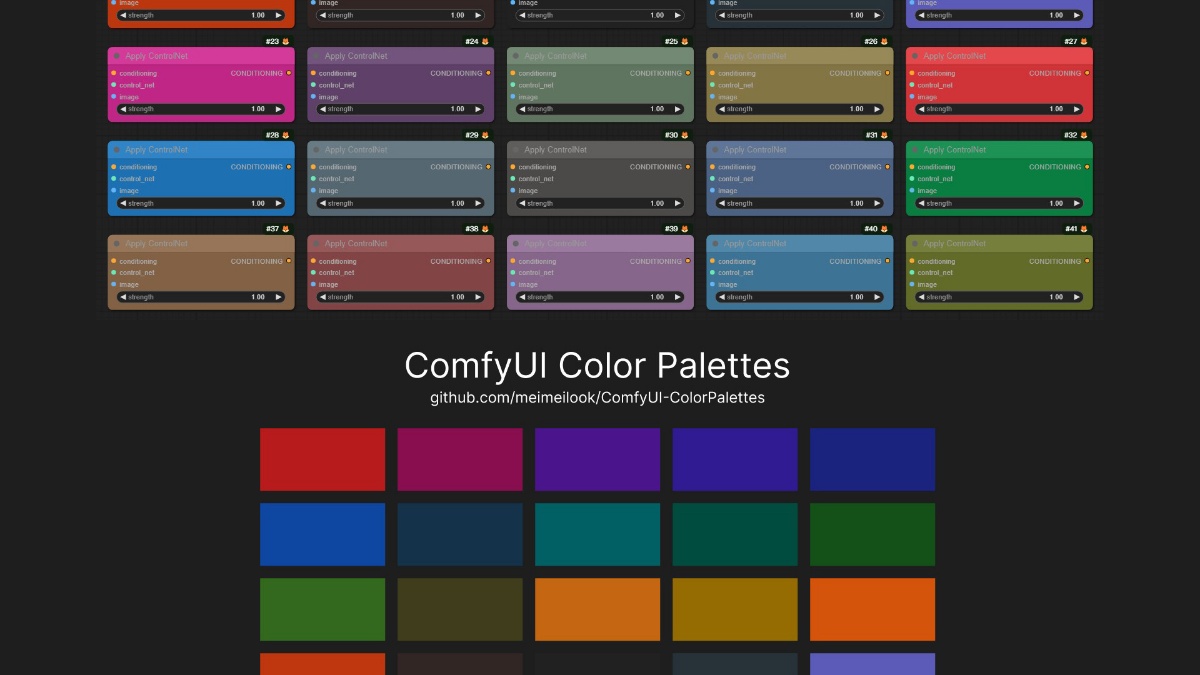 image image image image image
strength 1.00 strength 1.00 strength 1.00 strength 1.00 strength 1.00
#23 #24 #25 #26 #27
Apply ControlNet Apply ControlNet Apply ControlNet Apply ControlNet Apply ControlNet
conditioning CONDITIONING conditioning CONDITIONING conditioning CONDITIONING conditioning CONDITIONING conditioning CONDITIONING
control_net control_net control_net control_net control_net
image image image image image
strength 1.00 strength 1.00 strength 1.00 strength 1.00 strength 1.00
#28 #29 #30 #31 #32
Apply ControlNet Apply ControlNet Apply ControlNet Apply ControlNet Apply ControlNet
conditioning CONDITIONING conditioning CONDITIONING conditioning CONDITIONING conditioning CONDITIONING conditioning CONDITIONING
control_net control_net control_net control_net control_net
image image image image image
strength 1.00 strength 1.00 strength 1.00 strength 1.00 strength 1.00
#37 #38 #39 #40 #41
Apply ControlNet Apply ControlNet Apply ControlNet Apply ControlNet Apply ControlNet
conditioning CONDITIONING conditioning CONDITIONING conditioning CONDITIONING conditioning CONDITIONING conditioning CONDITIONING
control_net control_net control_net control_net control_net
image image image image image
strength 1.00 strength 1.00 strength 1.00 strength 1.00 strength 1.00
ComfyUI Color Palettes
github.com/meimeilook/ComfyUI-ColorPalettes